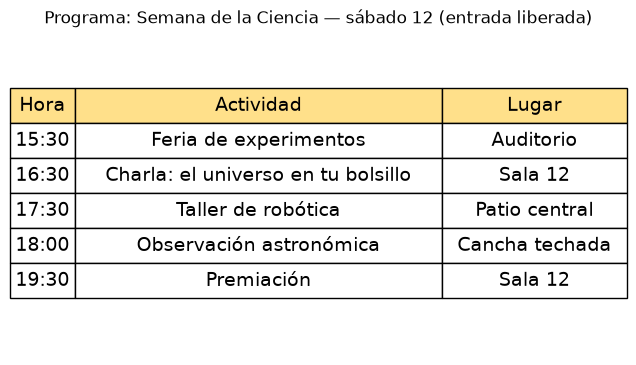 Programa: Semana de la Ciencia — sábado 12 (entrada liberada)
Hora Actividad Lugar
15:30 Feria de experimentos Auditorio
16:30 Charla: el universo en tu bolsillo Sala 12
17:30 Taller de robótica Patio central
18:00 Observación astronómica Cancha techada
19:30 Premiación Sala 12